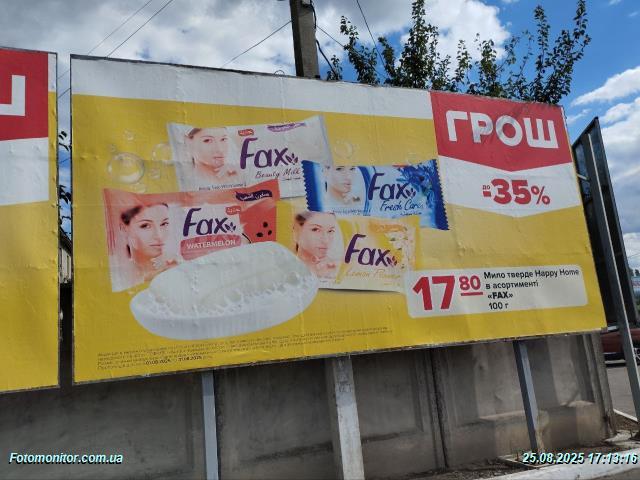 ГРОШ
до -35%
Fax
Beauty Milk
Fax
Fresh Care
Fax
WATERMELON
Fax
Lemon Flower
17 80
Мило тверде Happy Home
в асортименті
«FAX»
100 г
Fotomonitor.com.ua
25.08.2025 17:13:16